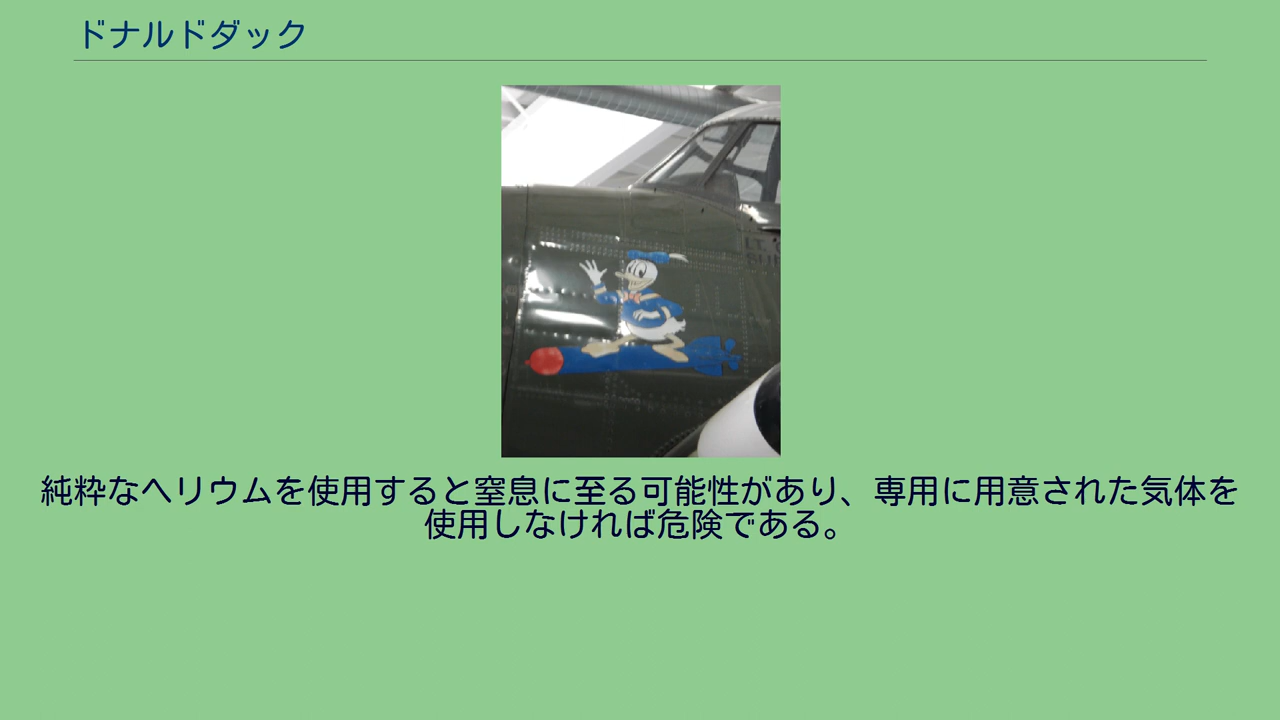 ドナルドダック
純粋なヘリウムを使用すると窒息に至る可能性があり、専用に用意された気体を
使用しなければ危険である。